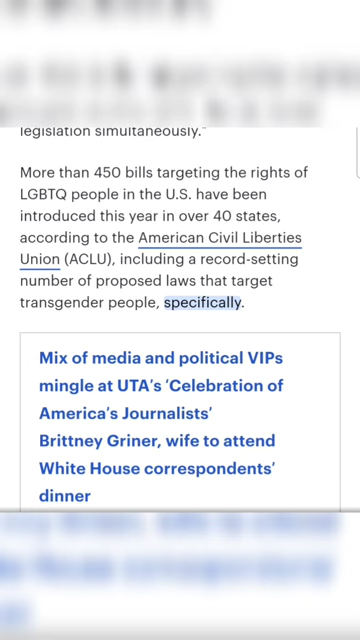 legislation simultaneously."
More than 450 bills targeting the rights of
LGBTQ people in the U.S. have been
introduced this year in over 40 states,
according to the American Civil Liberties
Union (ACLU), including a record-setting
number of proposed laws that target
transgender people, specifically.
Mix of media and political VIPs
mingle at UTA's 'Celebration of
America's Journalists'
Brittney Griner, wife to attend
White House correspondents'
dinner